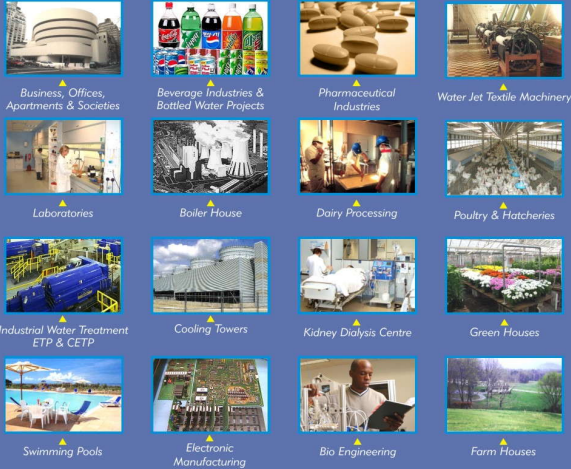 Business, Offices,
Apartments & Societies
Beverage Industries &
Bottled Water Projects
Pharmaceutical
Industries
Water Jet Textile Machinery
Laboratories
Boiler House
Dairy Processing
Poultry & Hatcheries
Industrial Water Treatment
ETP & CETP
Cooling Towers
Kidney Dialysis Centre
Green Houses
Swimming Pools
Electronic
Manufacturing
Bio Engineering
Farm Houses